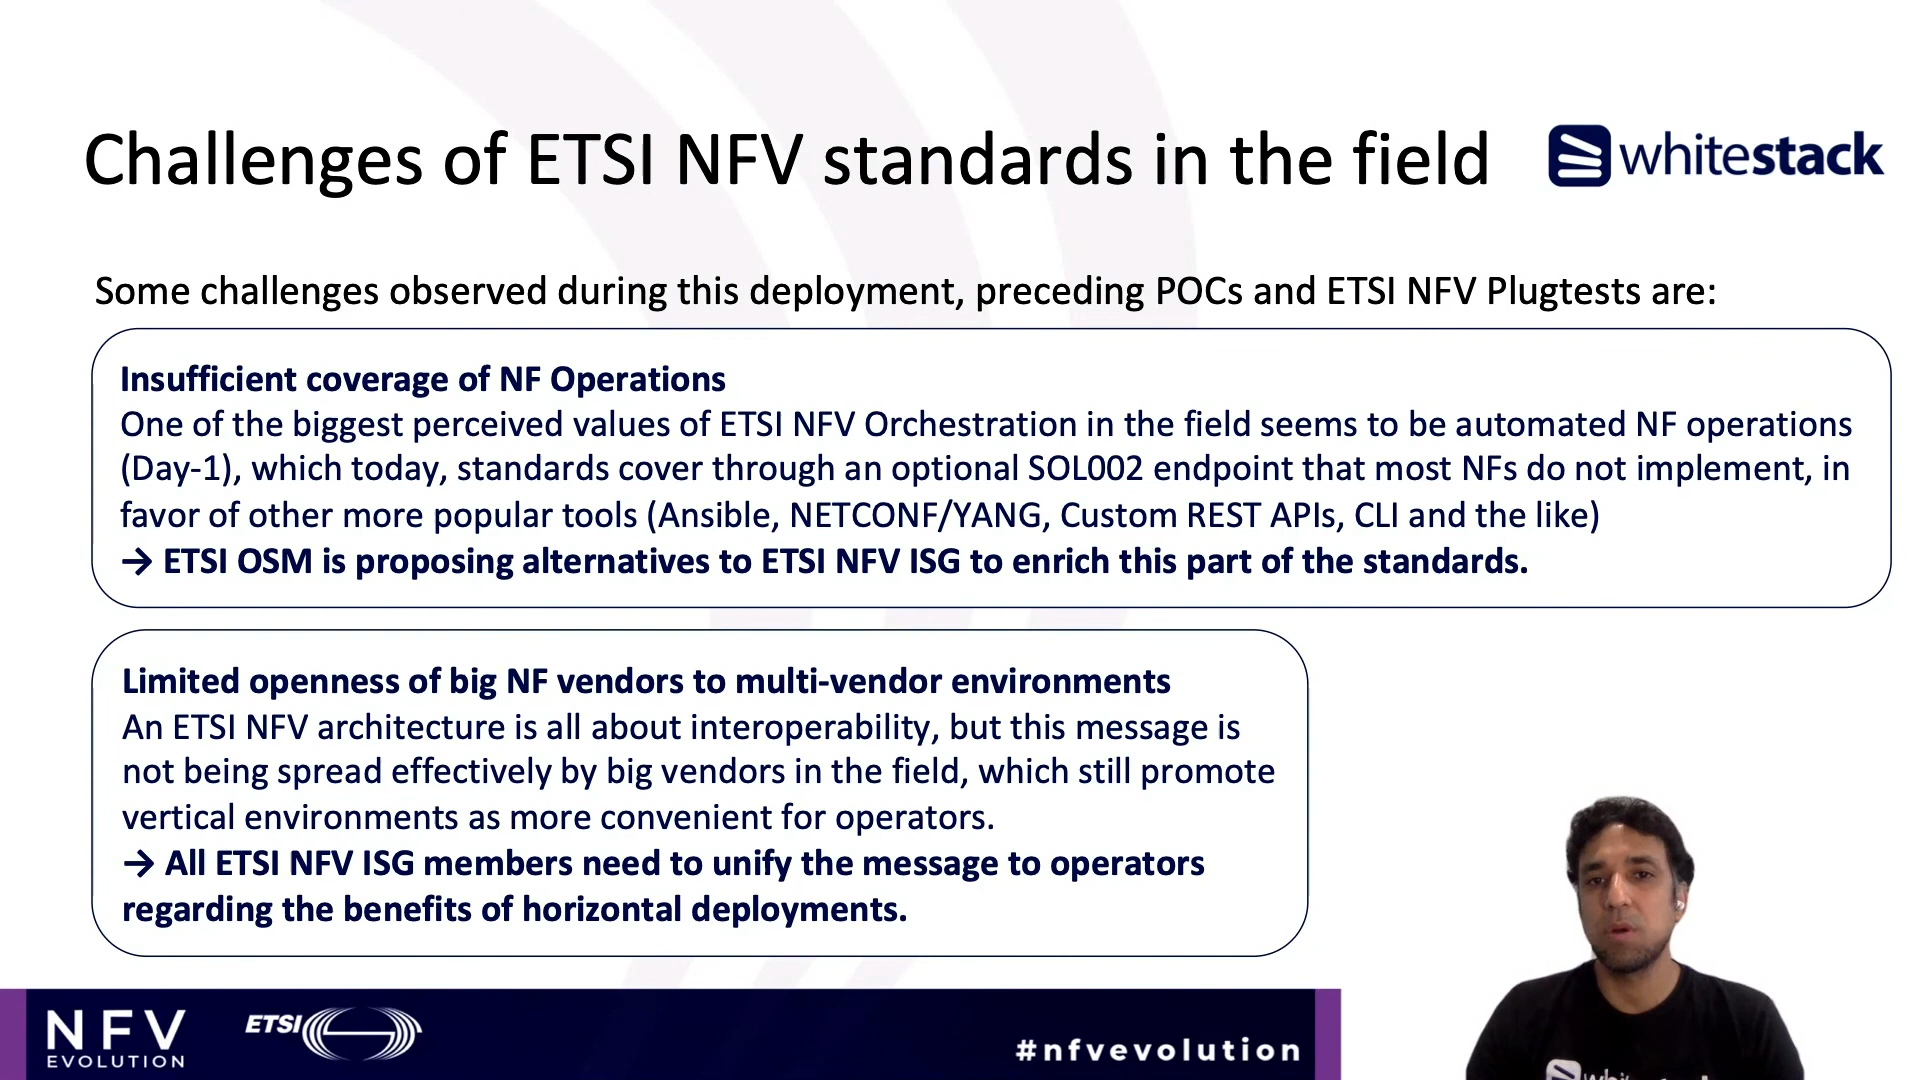 Challenges of ETSI NFV standards in the field
whitestack
Some challenges observed during this deployment, preceding POCs and ETSI NFV Plugtests are:
Insufficient coverage of NF Operations
One of the biggest perceived values of ETSI NFV Orchestration in the field seems to be automated NF operations
(Day-1), which today, standards cover through an optional SOL002 endpoint that most NFs do not implement, in
favor of other more popular tools (Ansible, NETCONF/YANG, Custom REST APIs, CLI and the like)
→ ETSI OSM is proposing alternatives to ETSI NFV ISG to enrich this part of the standards.
Limited openness of big NF vendors to multi-vendor environments
An ETSI NFV architecture is all about interoperability, but this message is
not being spread effectively by big vendors in the field, which still promote
vertical environments as more convenient for operators.
→ All ETSI NFV ISG members need to unify the message to operators
regarding the benefits of horizontal deployments.
NFV
EVOLUTION
ETSI
#nfvevolution